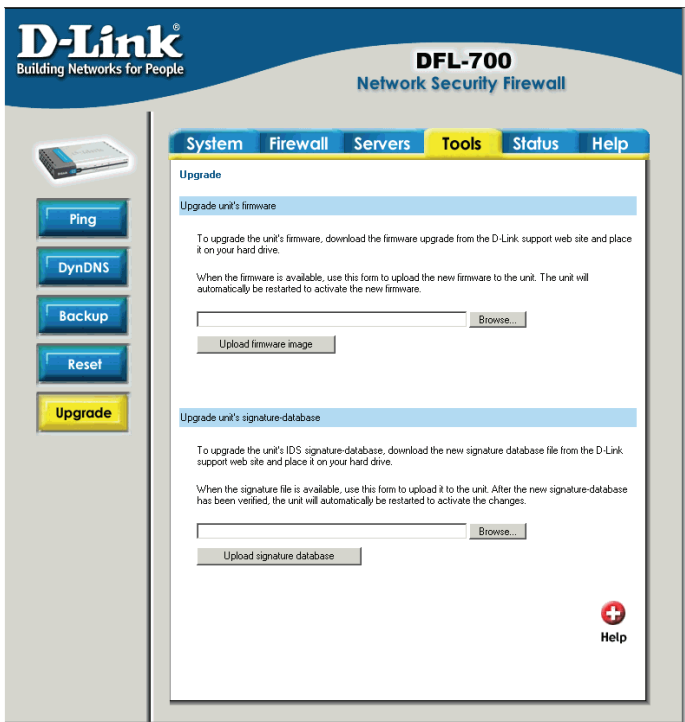 D-Link®
Building Networks for People
DFL-700
Network Security Firewall
System Firewall Servers Tools Status Help
Ping
DynDNS
Backup
Reset
Upgrade
Upgrade
Upgrade unit's firmware
To upgrade the unit's firmware, download the firmware upgrade from the D-Link support web site and place
it on your hard drive.
When the firmware is available, use this form to upload the new firmware to the unit. The unit will
automatically be restarted to activate the new firmware.
Browse...
Upload firmware image
Upgrade unit's signature-database
To upgrade the unit's IDS signature-database, download the new signature database file from the D-Link
support web site and place it on your hard drive.
When the signature file is available, use this form to upload it to the unit. After the new signature-database
has been verified, the unit will automatically be restarted to activate the changes.
Browse...
Upload signature database
Help